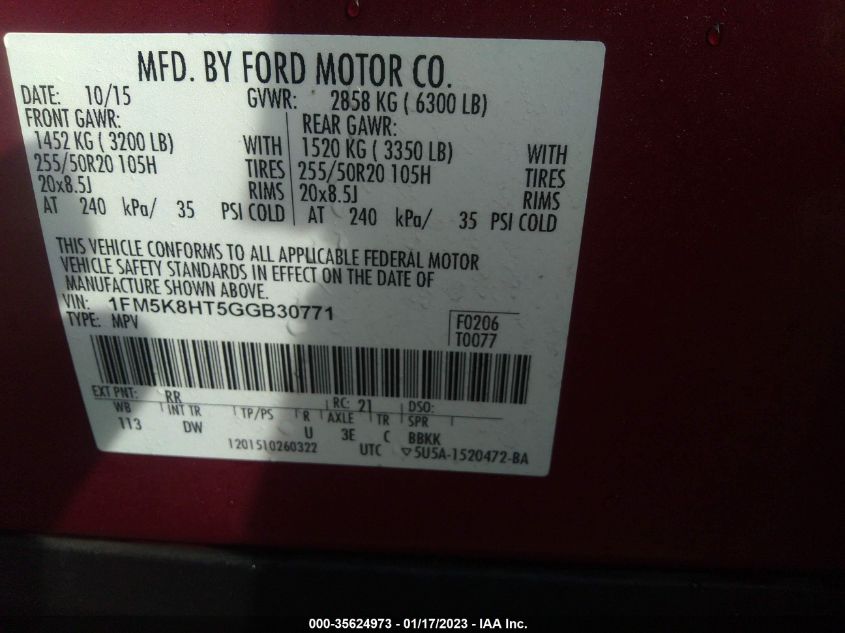 MFD. BY FORD MOTOR CO.
DATE: 10/15 GVWR: 2858 KG ( 6300 LB)
FRONT GAWR: REAR GAWR:
1452 KG ( 3200 LB) WITH 1520 KG ( 3350 LB) WITH
255/50R20 105H TIRES 255/50R20 105H TIRES
20x8.5J RIMS 20x8.5J RIMS
AT 240 kPa/ 35 PSI COLD AT 240 kPa/ 35 PSI COLD
THIS VEHICLE CONFORMS TO ALL APPLICABLE FEDERAL MOTOR
VEHICLE SAFETY STANDARDS IN EFFECT ON THE DATE OF
MANUFACTURE SHOWN ABOVE.
VIN: 1FM5K8HT5GGB30771
TYPE: MPV
F0206
T0077
EXT PNT: RR RC: 21 DSO:
WB INT TR TP/PS R AXLE TR SPR
113 DW U 3E C BBKK
1201510260322 UTC ▽5U5A-1520472-BA
000-35624973 — 01/17/2023 — IAA Inc.